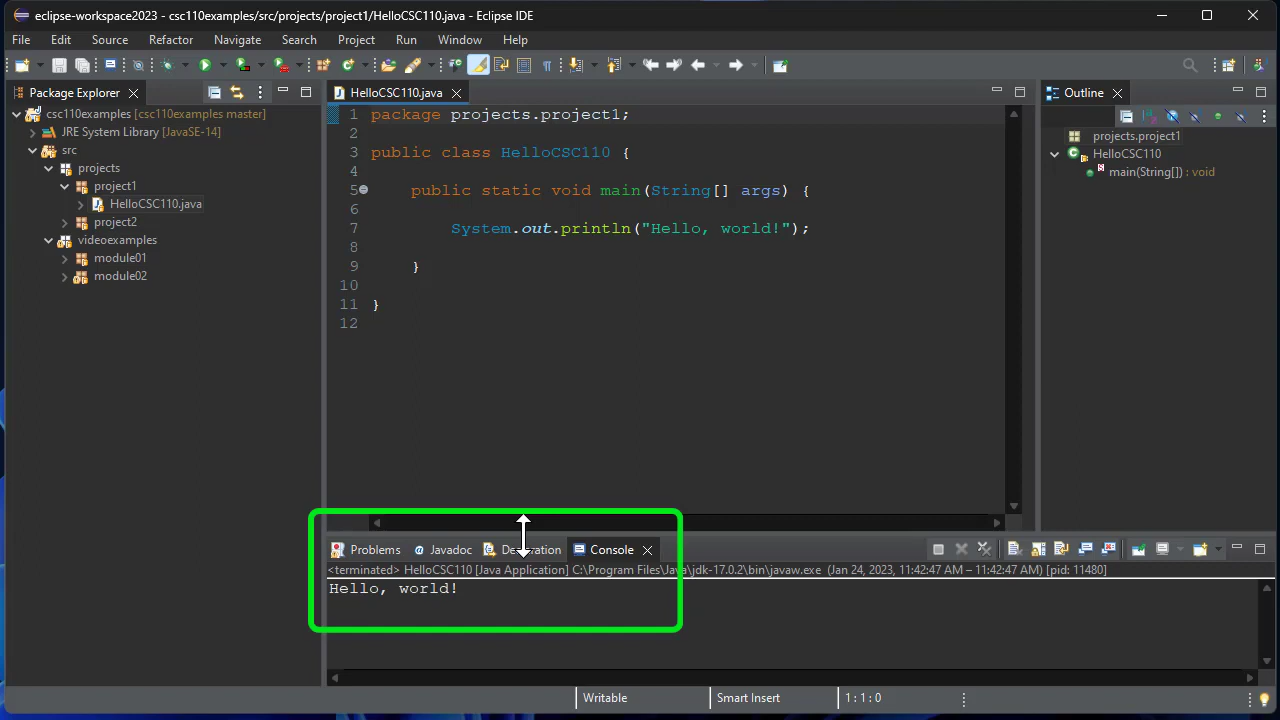 eclipse-workspace2023 - csc110examples/src/projects/project1/HelloCSC110.java - Eclipse IDE
File Edit Source Refactor Navigate Search Project Run Window Help
Package Explorer
csc110examples [csc110examples master]
JRE System Library [JavaSE-14]
src
projects
project1
HelloCSC110.java
project2
videoexamples
module01
module02
HelloCSC110.java
1 package projects.project1;
2
3 public class HelloCSC110 {
4
5 public static void main(String[] args) {
6
7 System.out.println("Hello, world!");
8
9 }
10
11 }
12
Outline
projects.project1
HelloCSC110
main(String[]) : void
Problems Javadoc Declaration Console
<terminated> HelloCSC110 [Java Application] C:\Program Files\Java\jdk-17.0.2\bin\javaw.exe (Jan 24, 2023, 11:42:47 AM – 11:42:47 AM) [pid: 11480]
Hello, world!
Writable Smart Insert 1 : 1 : 0